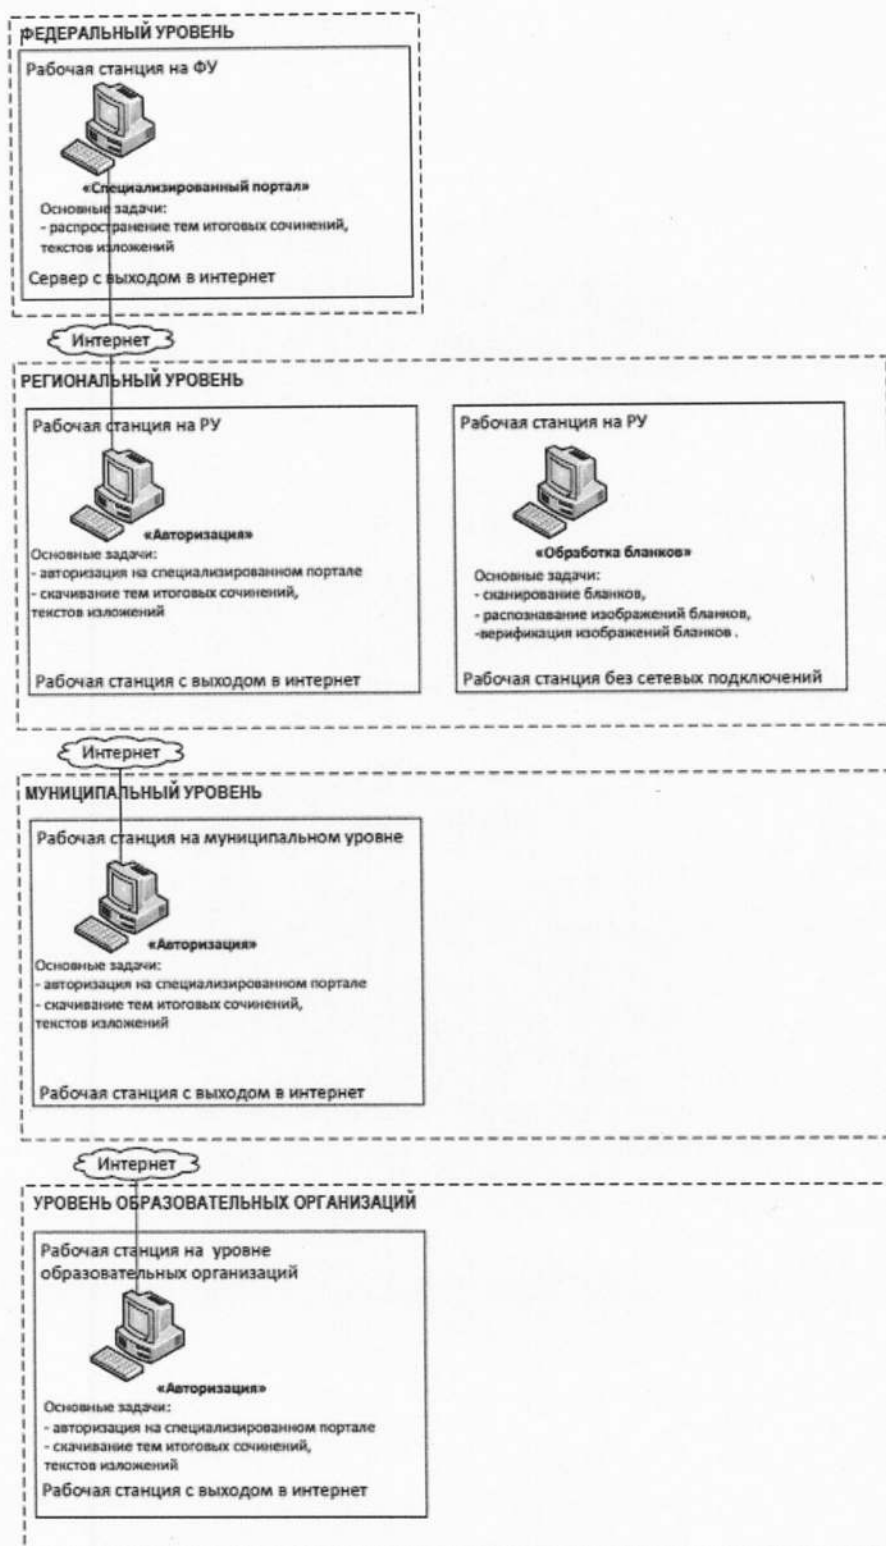 ФЕДЕРАЛЬНЫЙ УРОВЕНЬ
Рабочая станция на ФУ
«Специализированный портал»
Основные задачи:
- распространение тем итоговых сочинений,
текстов изложений
Сервер с выходом в интернет
Интернет
РЕГИОНАЛЬНЫЙ УРОВЕНЬ
Рабочая станция на РУ
«Авторизация»
Основные задачи:
- авторизация на специализированном портале
- скачивание тем итоговых сочинений,
текстов изложений
Рабочая станция с выходом в интернет
Рабочая станция на РУ
«Обработка бланков»
Основные задачи:
- сканирование бланков,
- распознавание изображений бланков,
-верификация изображений бланков .
Рабочая станция без сетевых подключений
Интернет
МУНИЦИПАЛЬНЫЙ УРОВЕНЬ
Рабочая станция на муниципальном уровне
«Авторизация»
Основные задачи:
- авторизация на специализированном портале
- скачивание тем итоговых сочинений,
текстов изложений
Рабочая станция с выходом в интернет
Интернет
УРОВЕНЬ ОБРАЗОВАТЕЛЬНЫХ ОРГАНИЗАЦИЙ
Рабочая станция на уровне
образовательных организаций
«Авторизация»
Основные задачи:
- авторизация на специализированном портале
- скачивание тем итоговых сочинений,
текстов изложений
Рабочая станция с выходом в интернет